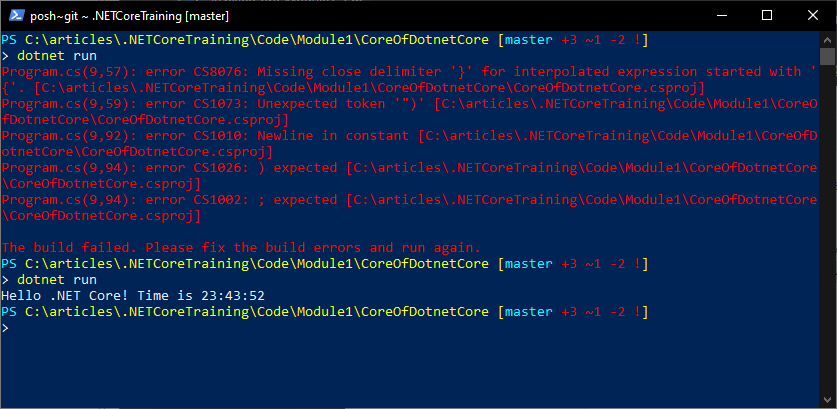 posh~git ~ .NETCoreTraining [master]
PS C:\articles\.NETCoreTraining\Code\Module1\CoreOfDotnetCore [master +3 ~1 -2 !]
> dotnet run
Program.cs(9,57): error CS8076: Missing close delimiter '}' for interpolated expression started with '
{'. [C:\articles\.NETCoreTraining\Code\Module1\CoreOfDotnetCore\CoreOfDotnetCore.csproj]
Program.cs(9,59): error CS1073: Unexpected token '")' [C:\articles\.NETCoreTraining\Code\Module1\CoreO
fDotnetCore\CoreOfDotnetCore.csproj]
Program.cs(9,92): error CS1010: Newline in constant [C:\articles\.NETCoreTraining\Code\Module1\CoreOfD
otnetCore\CoreOfDotnetCore.csproj]
Program.cs(9,94): error CS1026: ) expected [C:\articles\.NETCoreTraining\Code\Module1\CoreOfDotnetCore
\CoreOfDotnetCore.csproj]
Program.cs(9,94): error CS1002: ; expected [C:\articles\.NETCoreTraining\Code\Module1\CoreOfDotnetCore
\CoreOfDotnetCore.csproj]
The build failed. Please fix the build errors and run again.
PS C:\articles\.NETCoreTraining\Code\Module1\CoreOfDotnetCore [master +3 ~1 -2 !]
> dotnet run
Hello .NET Core! Time is 23:43:52
PS C:\articles\.NETCoreTraining\Code\Module1\CoreOfDotnetCore [master +3 ~1 -2 !]
>